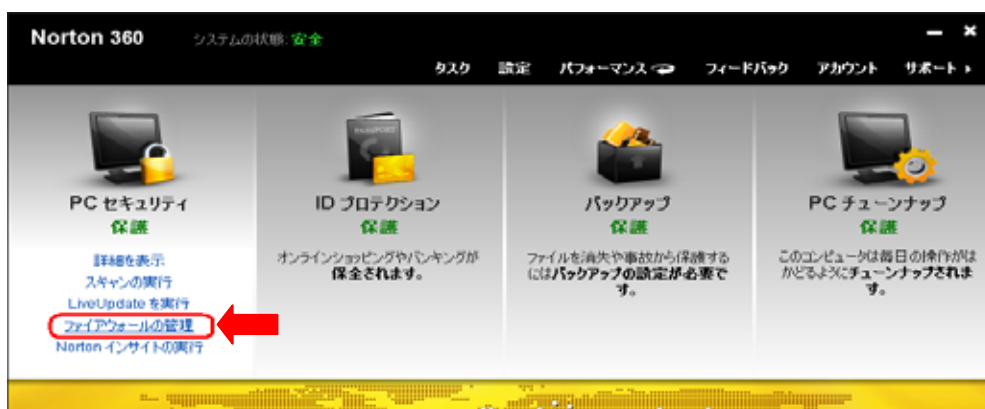 Norton 360 システムの状態: 安全
タスク 設定 パフォーマンス フィードバック アカウント サポート
PC セキュリティ
保護
詳細を表示
スキャンの実行
LiveUpdate を実行
ファイアウォールの管理
Norton インサイトの実行
PASSPORT
ID プロテクション
保護
オンラインショッピングやバンキングが
保全されます。
バックアップ
保護
ファイルを消失や事故から保護する
にはバックアップの設定が必要で
す。
PC チューンナップ
保護
このコンピュータは毎日の操作がは
かどるようにチューンナップされま
す。